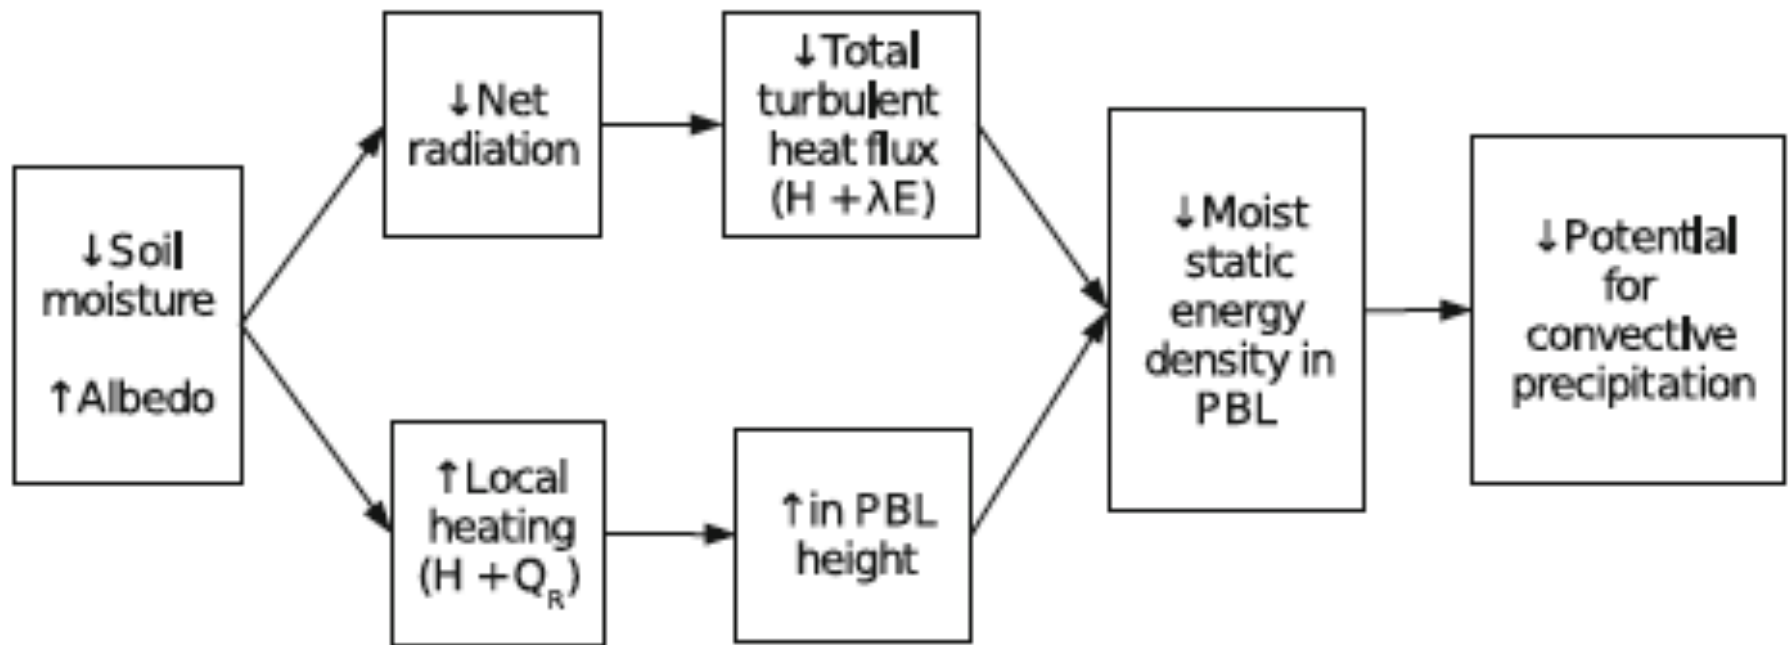 ↓Soil
moisture
↑Albedo
↓Net
radiation
↓Total
turbulent
heat flux
(H +λE)
↑Local
heating
(H +Q_R)
↑in PBL
height
↓Moist
static
energy
density in
PBL
↓Potential
for
convective
precipitation